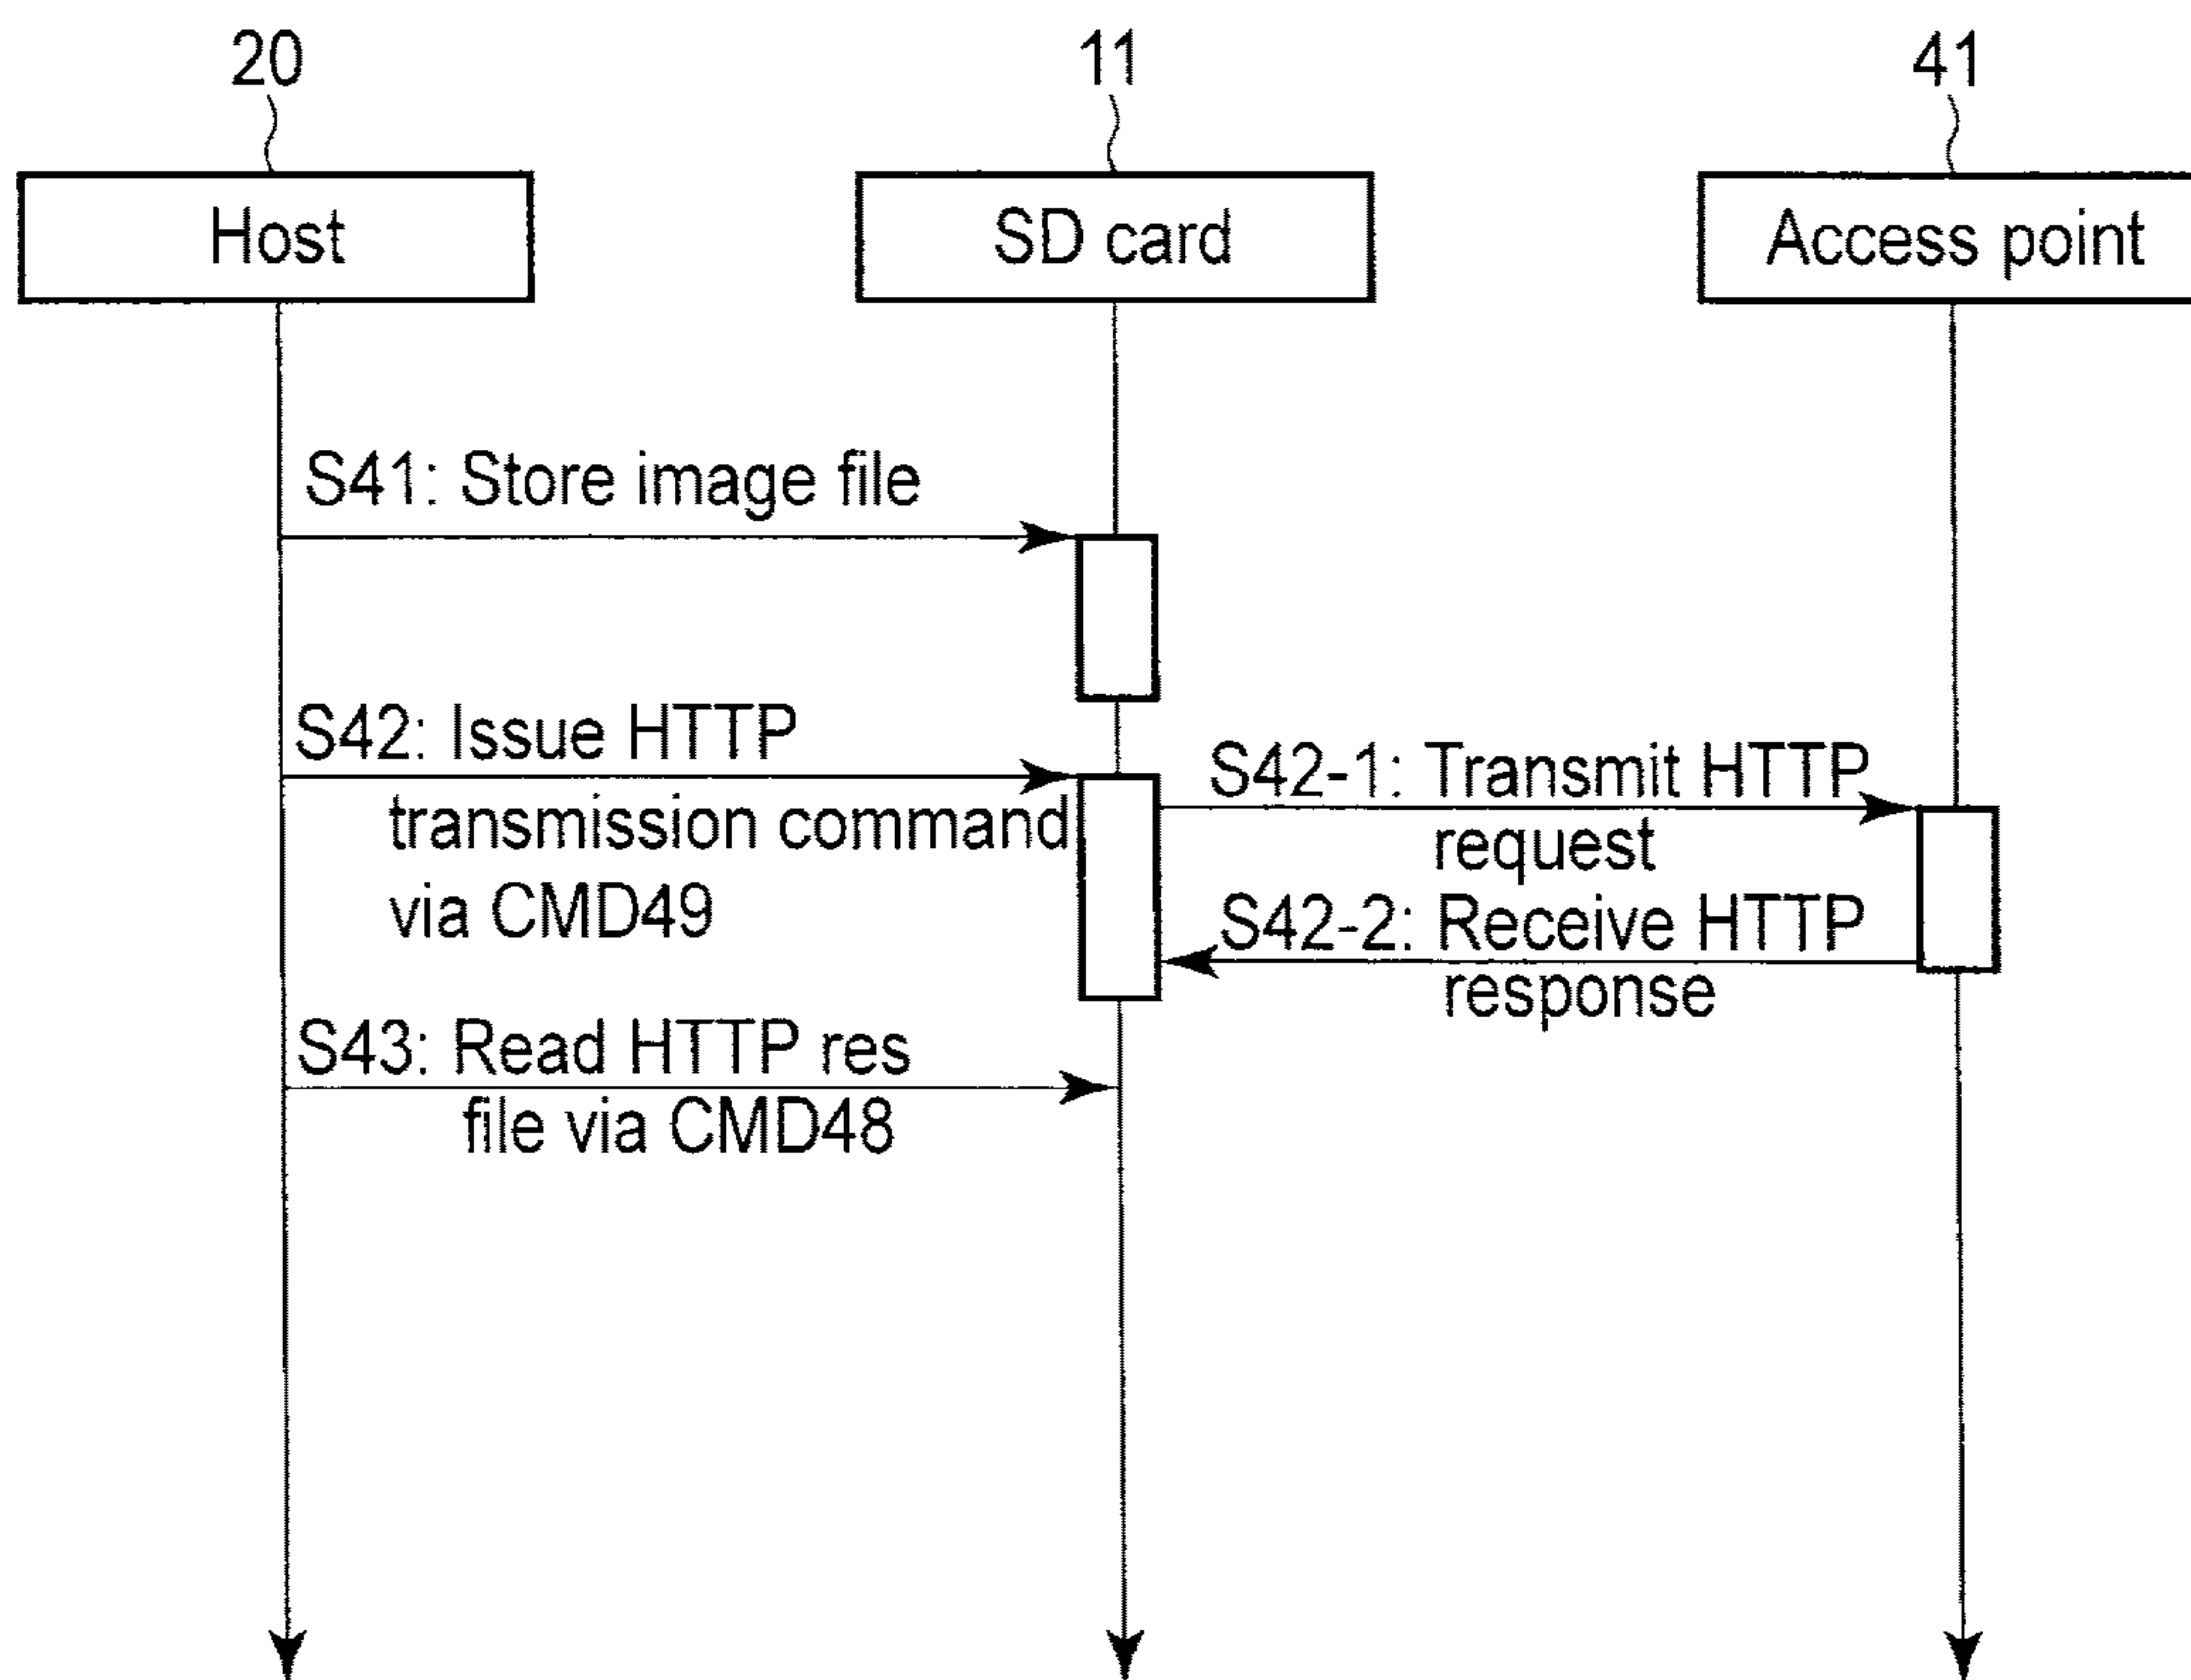 20
11
41
Host
SD card
Access point
S41: Store image file
S42: Issue HTTP
transmission command
via CMD49
S42-1: Transmit HTTP
request
S42-2: Receive HTTP
response
S43: Read HTTP res
file via CMD48